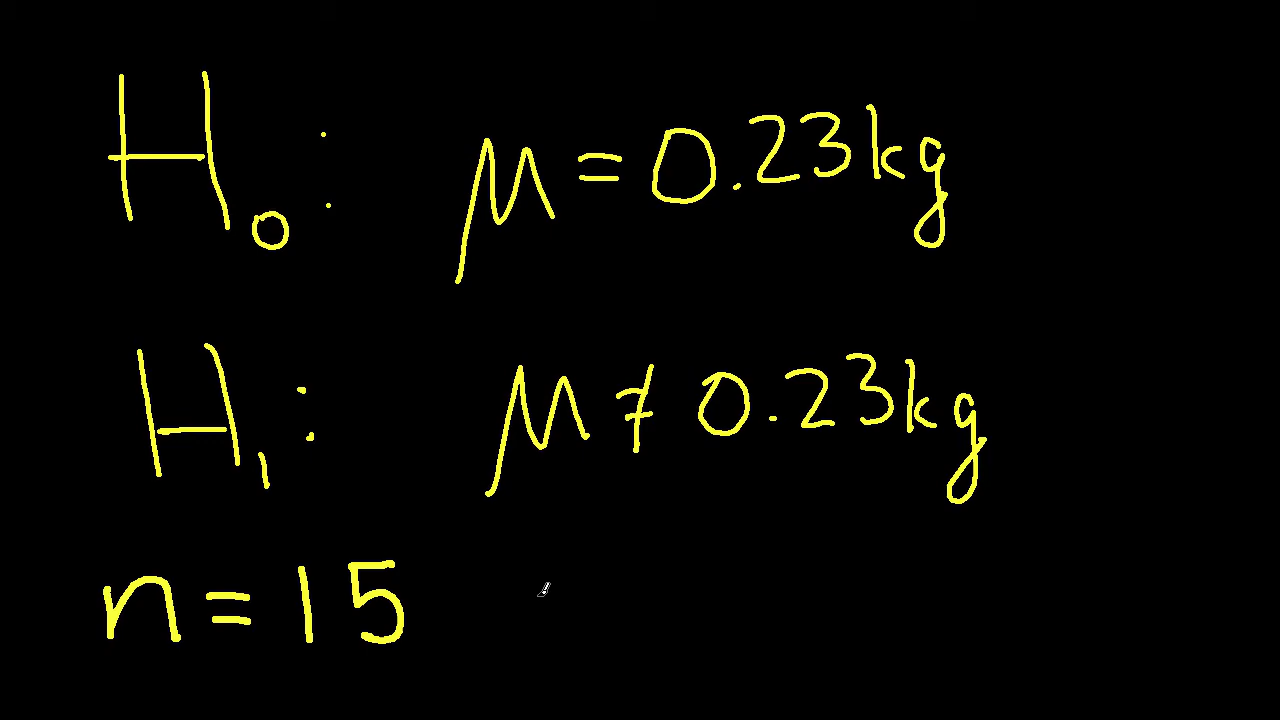 H₀: μ = 0.23kg
H₁: μ ≠ 0.23kg
n = 15